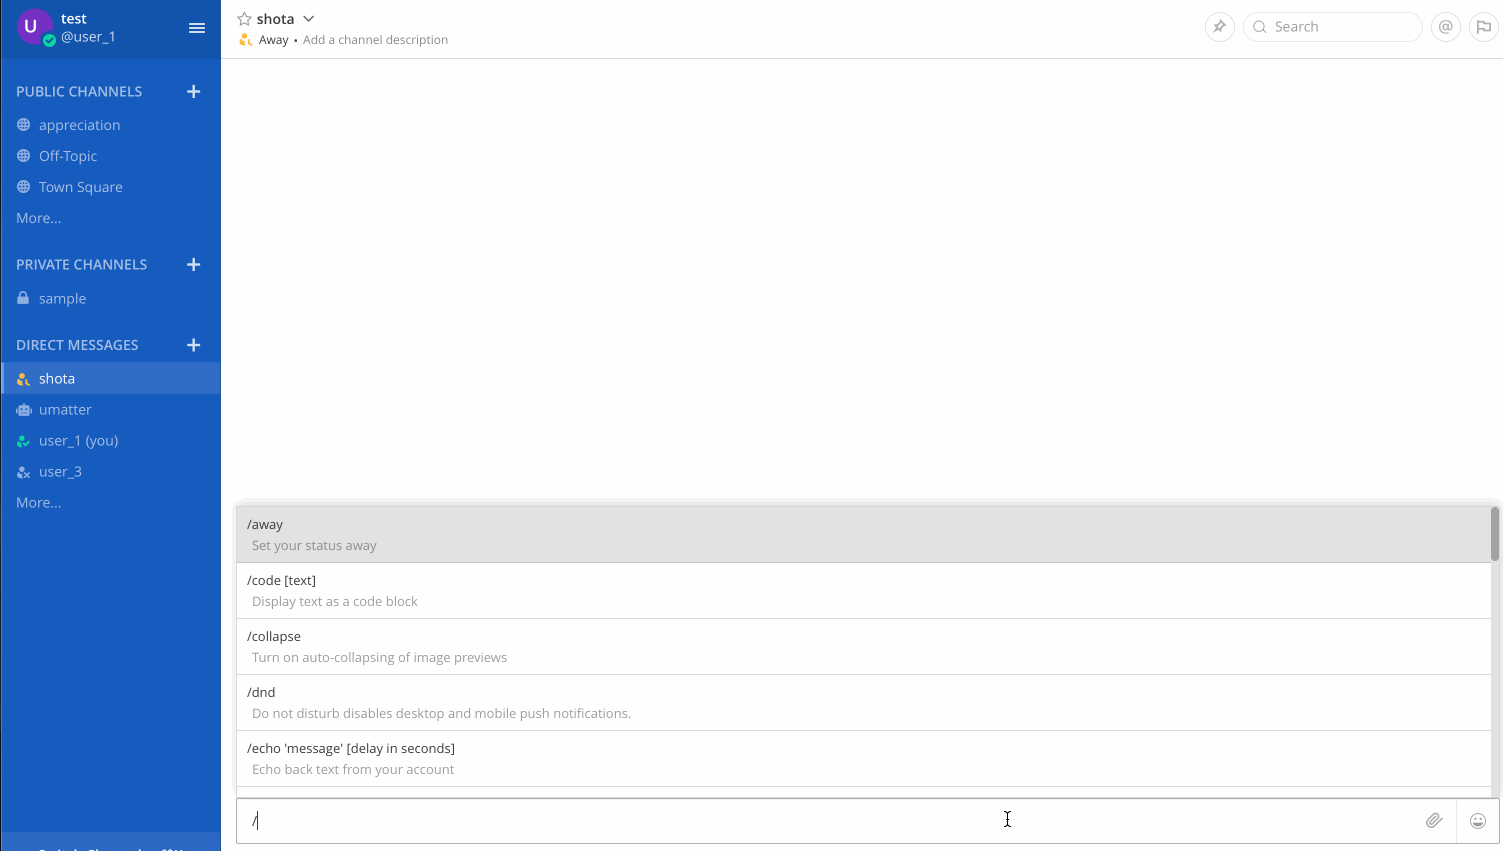 U
test
@user_1
PUBLIC CHANNELS +
appreciation
Off-Topic
Town Square
More...
PRIVATE CHANNELS +
sample
DIRECT MESSAGES +
shota
umatter
user_1 (you)
user_3
More...
shota
Away • Add a channel description
Search
@
/away
Set your status away
/code [text]
Display text as a code block
/collapse
Turn on auto-collapsing of image previews
/dnd
Do not disturb disables desktop and mobile push notifications.
/echo 'message' [delay in seconds]
Echo back text from your account
/